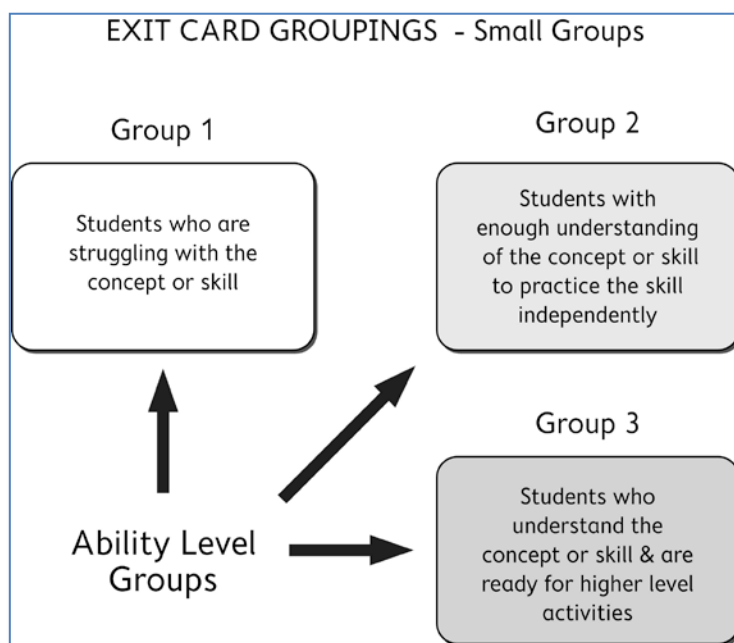 EXIT CARD GROUPINGS - Small Groups
Group 1
Students who are
struggling with the
concept or skill
Group 2
Students with
enough understanding
of the concept or skill
to practice the skill
independently
Group 3
Students who
understand the
concept or skill & are
ready for higher level
activities
Ability Level
Groups